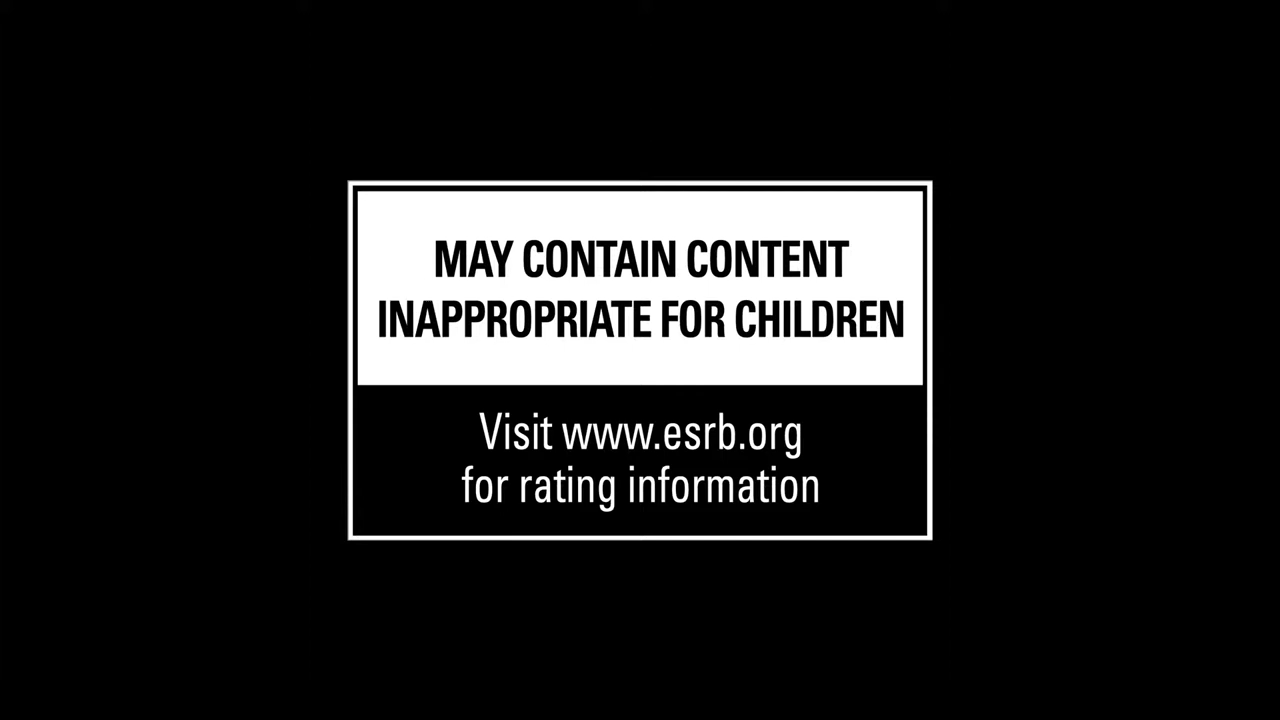 MAY CONTAIN CONTENT
INAPPROPRIATE FOR CHILDREN
Visit www.esrb.org
for rating information